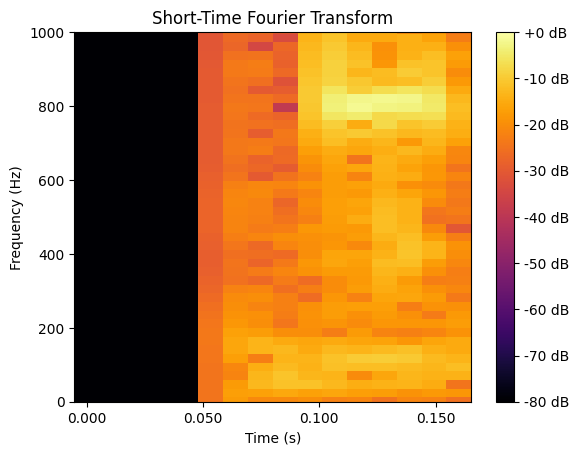 Short-Time Fourier Transform
1000
800
600
400
200
0
Frequency (Hz)
0.000
0.050
0.100
0.150
Time (s)
+0 dB
-10 dB
-20 dB
-30 dB
-40 dB
-50 dB
-60 dB
-70 dB
-80 dB